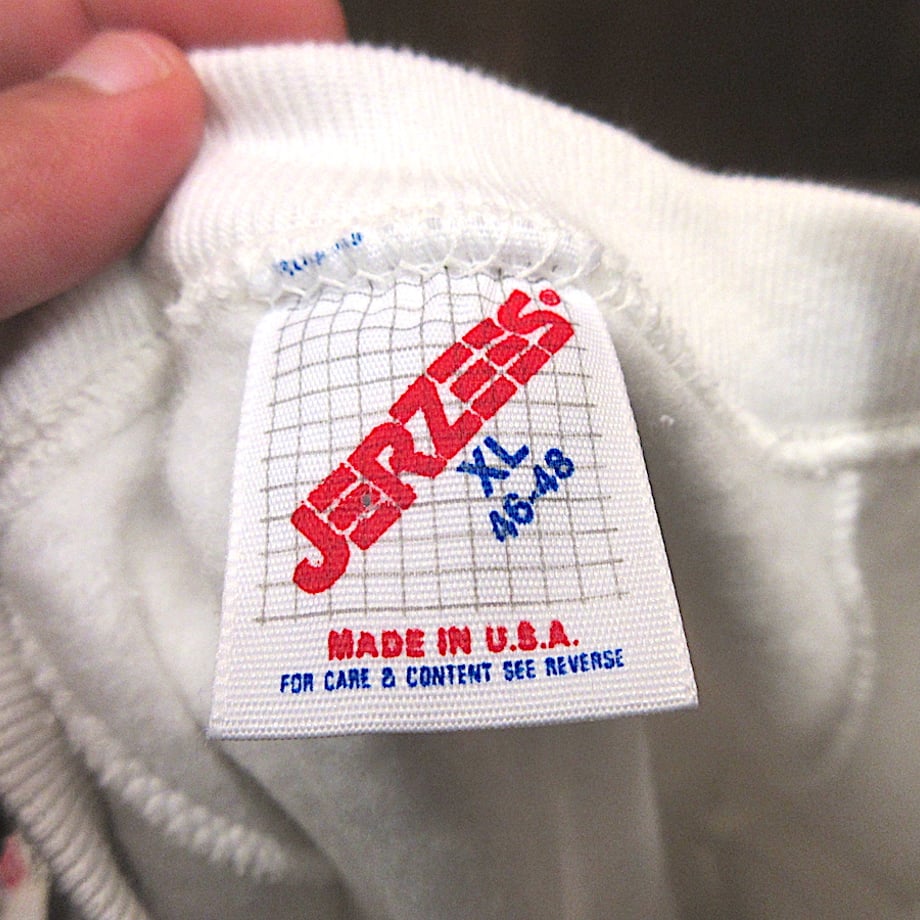 JERZEES
XL
46-48
MADE IN U.S.A.
FOR CARE & CONTENT SEE REVERSE